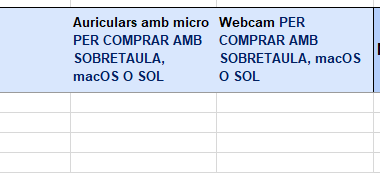 Auriculars amb micro
PER COMPRAR AMB
SOBRETAULA,
macOS O SOL
Webcam PER
COMPRAR AMB
SOBRETAULA, macOS
O SOL